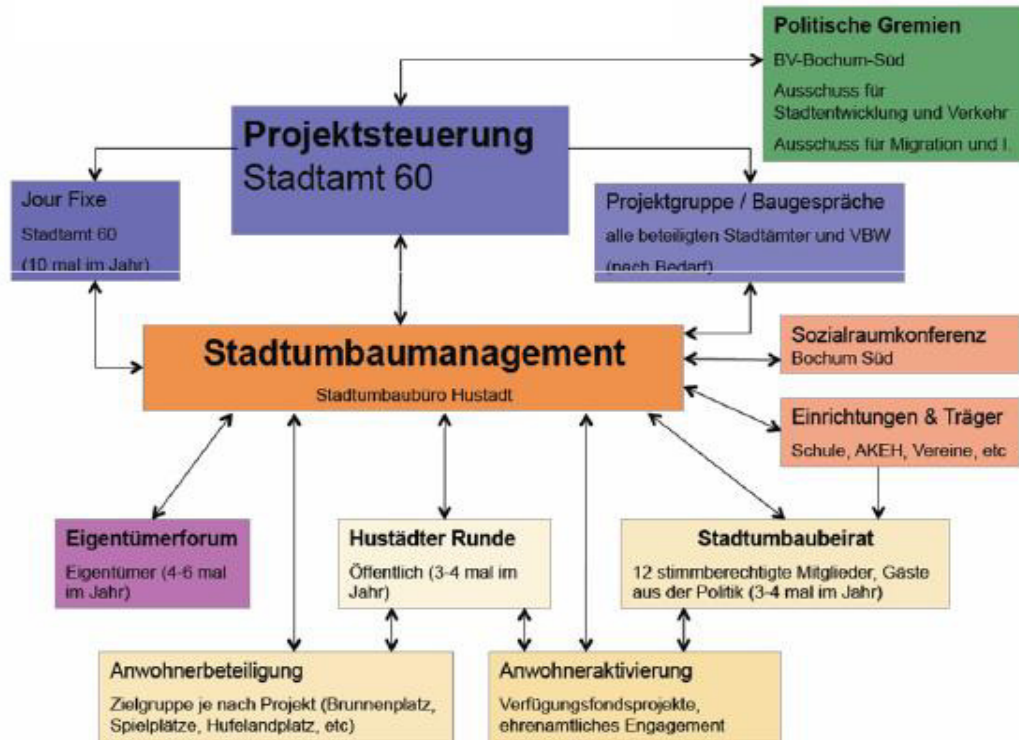 Politische Gremien
BV-Bochum-Süd
Ausschuss für
Stadtentwicklung und Verkehr
Ausschuss für Migration und I.
Projektsteuerung
Stadtamt 60
Jour Fixe
Stadtamt 60
(10 mal im Jahr)
Projektgruppe / Baugespräche
alle beteiligten Stadtämter und VBW
(nach Bedarf)
Stadtumbaumanagement
Stadtumbaubüro Hustadt
Sozialraumkonferenz
Bochum Süd
Einrichtungen & Träger
Schule, AKEH, Vereine, etc
Eigentümerforum
Eigentümer (4-6 mal
im Jahr)
Hustädter Runde
Öffentlich (3-4 mal im
Jahr)
Stadtumbaubeirat
12 stimmberechtigte Mitglieder, Gäste
aus der Politik (3-4 mal im Jahr)
Anwohnerbeteiligung
Zielgruppe je nach Projekt (Brunnenplatz,
Spielplätze, Hufelandplatz, etc)
Anwohneraktivierung
Verfügungsfondsprojekte,
ehrenamtliches Engagement